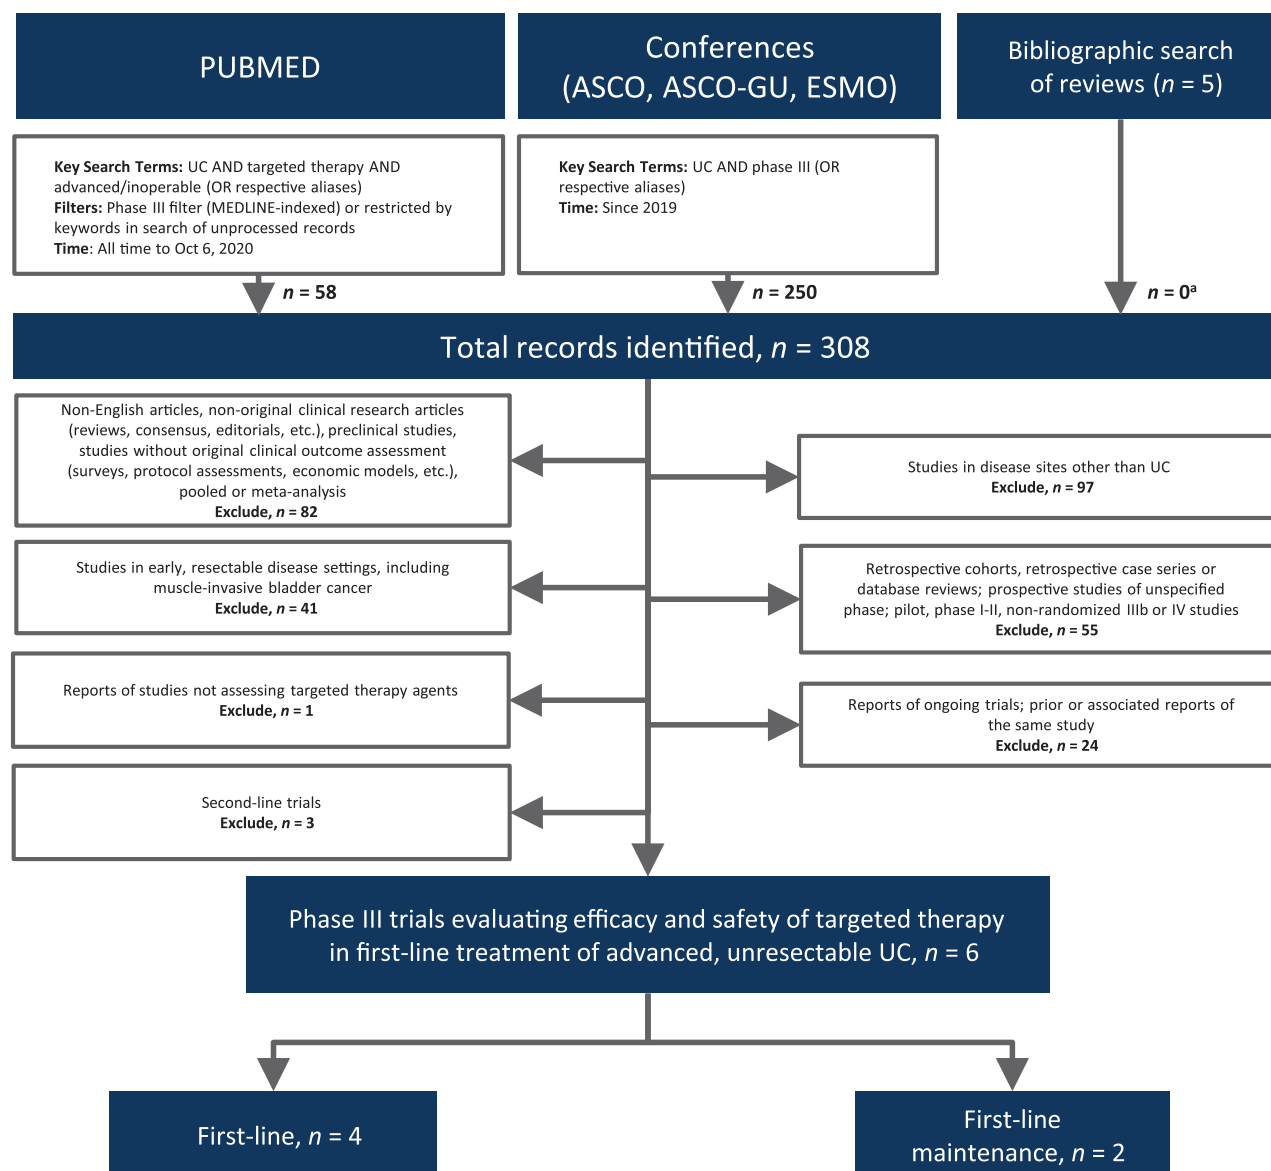 PUBMED
Conferences
(ASCO, ASCO-GU, ESMO)
Bibliographic search
of reviews (n = 5)
Key Search Terms: UC AND targeted therapy AND
advanced/inoperable (OR respective aliases)
Filters: Phase III filter (MEDLINE-indexed) or restricted by
keywords in search of unprocessed records
Time: All time to Oct 6, 2020
Key Search Terms: UC AND phase III (OR
respective aliases)
Time: Since 2019
n = 58
n = 250
n = 0ᵃ
Total records identified, n = 308
Non-English articles, non-original clinical research articles
(reviews, consensus, editorials, etc.), preclinical studies,
studies without original clinical outcome assessment
(surveys, protocol assessments, economic models, etc.),
pooled or meta-analysis
Exclude, n = 82
Studies in disease sites other than UC
Exclude, n = 97
Studies in early, resectable disease settings, including
muscle-invasive bladder cancer
Exclude, n = 41
Retrospective cohorts, retrospective case series or
database reviews; prospective studies of unspecified
phase; pilot, phase I-II, non-randomized IIIb or IV studies
Exclude, n = 55
Reports of studies not assessing targeted therapy agents
Exclude, n = 1
Reports of ongoing trials; prior or associated reports of
the same study
Exclude, n = 24
Second-line trials
Exclude, n = 3
Phase III trials evaluating efficacy and safety of targeted therapy
in first-line treatment of advanced, unresectable UC, n = 6
First-line, n = 4
First-line
maintenance, n = 2